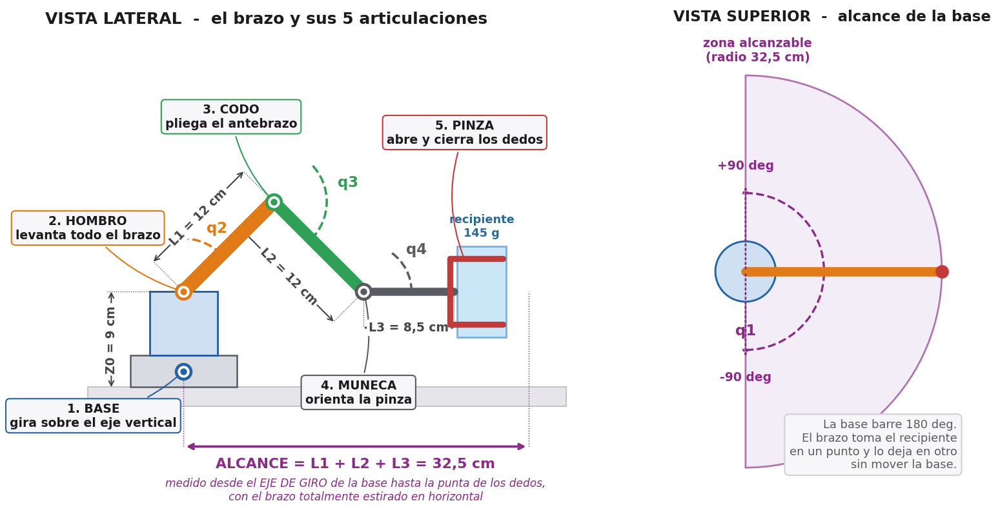 VISTA LATERAL - el brazo y sus 5 articulaciones
3. CODO
pliega el antebrazo
5. PINZA
abre y cierra los dedos
q3
L1 = 12 cm
2. HOMBRO
levanta todo el brazo
q2
recipiente
145 g
q4
L2 = 12 cm
Z0 = 9 cm
L3 = 8,5 cm
4. MUNECA
orienta la pinza
1. BASE
gira sobre el eje vertical
ALCANCE = L1 + L2 + L3 = 32,5 cm
medido desde el EJE DE GIRO de la base hasta la punta de los dedos,
con el brazo totalmente estirado en horizontal
VISTA SUPERIOR - alcance de la base
zona alcanzable
(radio 32,5 cm)
+90 deg
q1
-90 deg
La base barre 180 deg.
El brazo toma el recipiente
en un punto y lo deja en otro
sin mover la base.